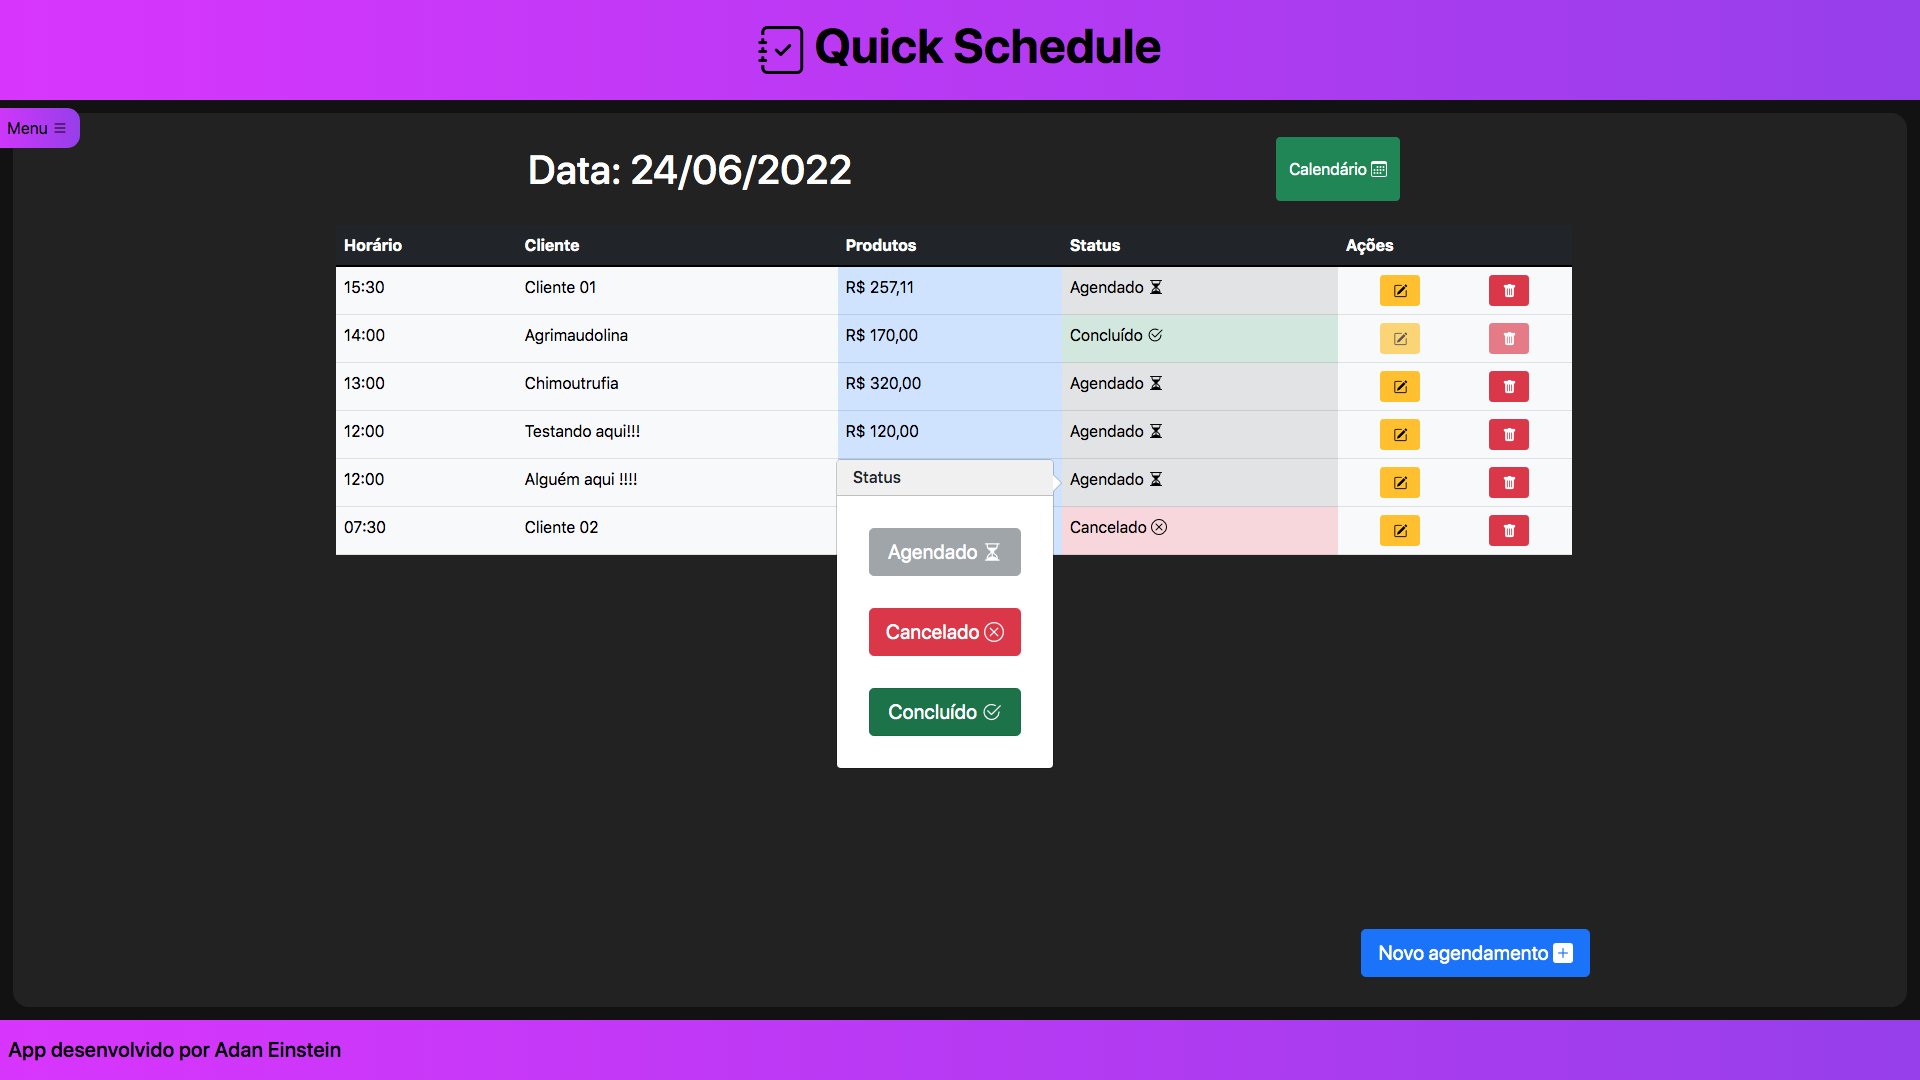 Quick Schedule
Menu
Data: 24/06/2022
Calendário
Horário Cliente Produtos Status Ações
15:30 Cliente 01 R$ 257,11 Agendado
14:00 Agrimaudolina R$ 170,00 Concluído
13:00 Chimoutrufia R$ 320,00 Agendado
12:00 Testando aqui!!! R$ 120,00 Agendado
12:00 Alguém aqui !!!! Agendado
07:30 Cliente 02 Cancelado
Status
Agendado
Cancelado
Concluído
Novo agendamento
App desenvolvido por Adan Einstein